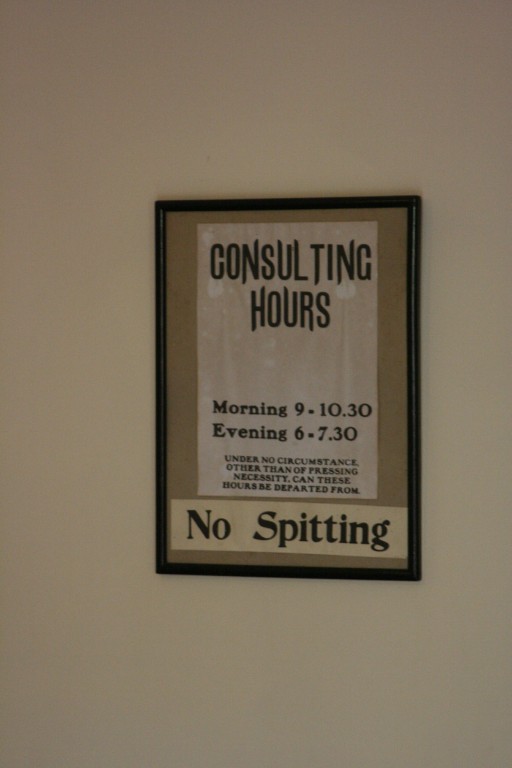 CONSULTING
HOURS
Morning 9-10.30
Evening 6-7.30
UNDER NO CIRCUMSTANCE,
OTHER THAN OF PRESSING
NECESSITY, CAN THESE
HOURS BE DEPARTED FROM.
No Spitting